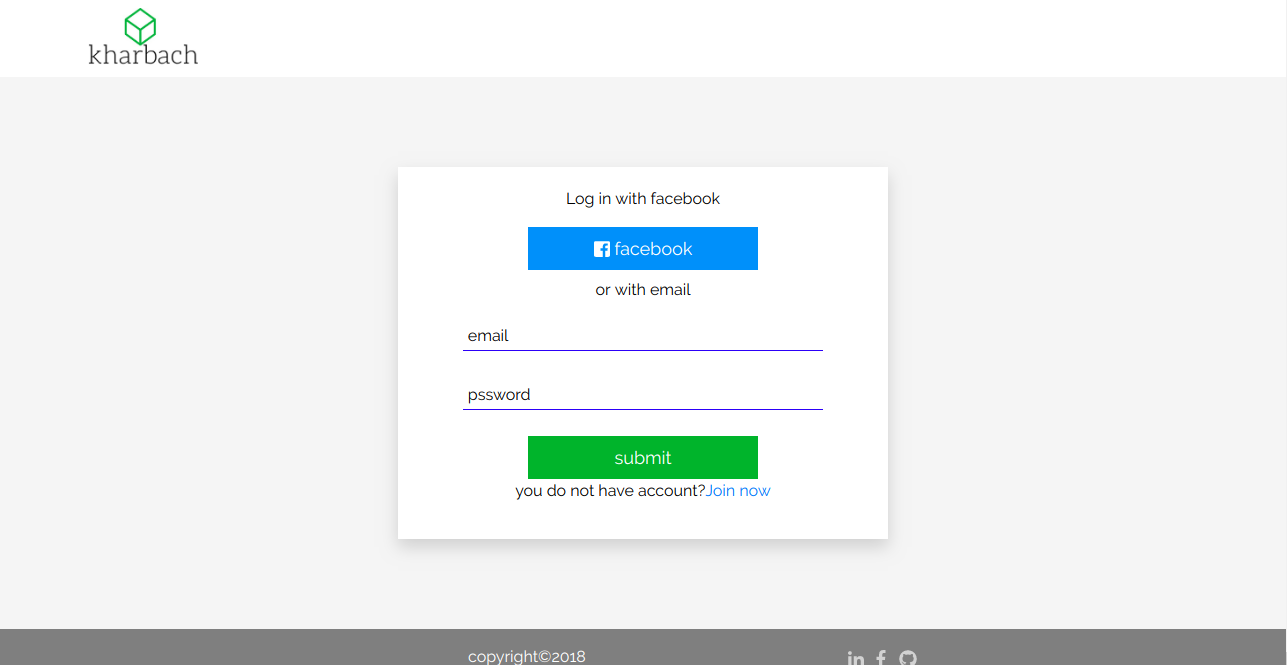 kharbach
Log in with facebook
facebook
or with email
email
pssword
submit
you do not have account?Join now
copyright©2018